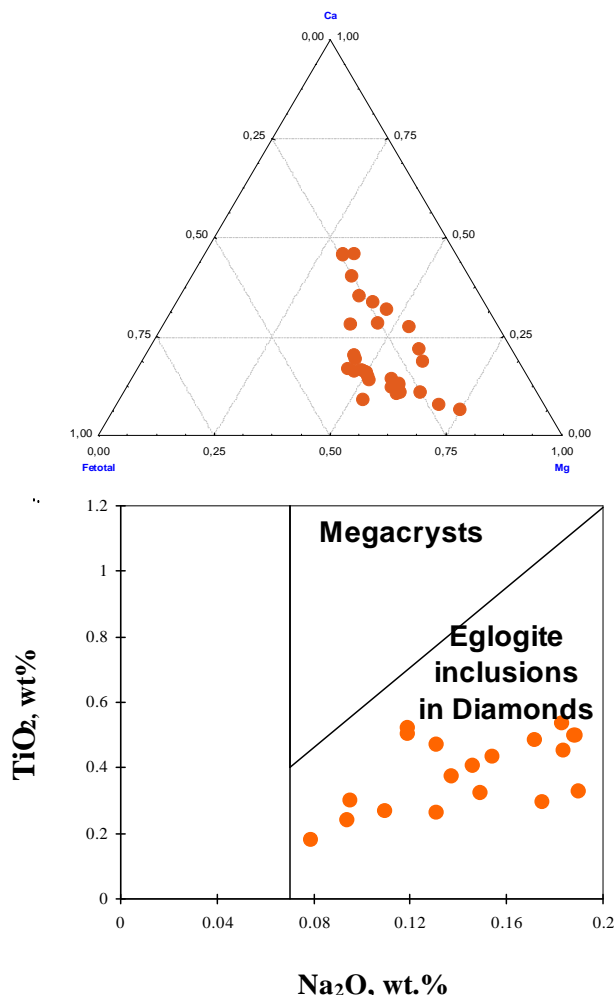 Ca
0,00 1,00
0,25 0,75
0,50 0,50
0,75 0,25
1,00 0,00
0,00 0,25 0,50 0,75 1,00
Fetotal Mg
1.2
1
0.8
0.6
0.4
0.2
0
Megacrysts
Eglogite
inclusions
in Diamonds
TiO₂, wt%
0 0.04 0.08 0.12 0.16 0.2
Na₂O, wt.%